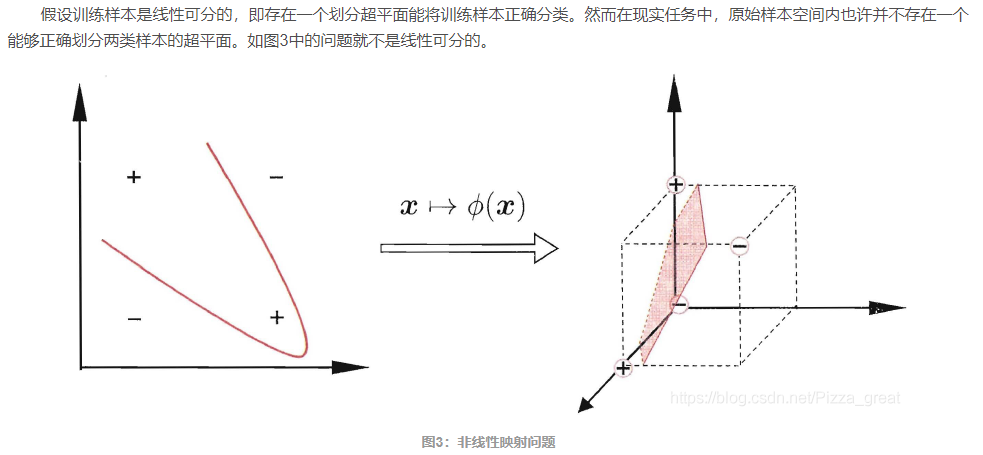 假设训练样本是线性可分的，即存在一个划分超平面能将训练样本正确分类。然而在现实任务中，原始样本空间内也许并不存在一个
能够正确划分两类样本的超平面。如图3中的问题就不是线性可分的。
+ −
x ↦ ϕ(x)
− +
+
−
−
+
https://blog.csdn.net/Pizza_great
图3：非线性映射问题